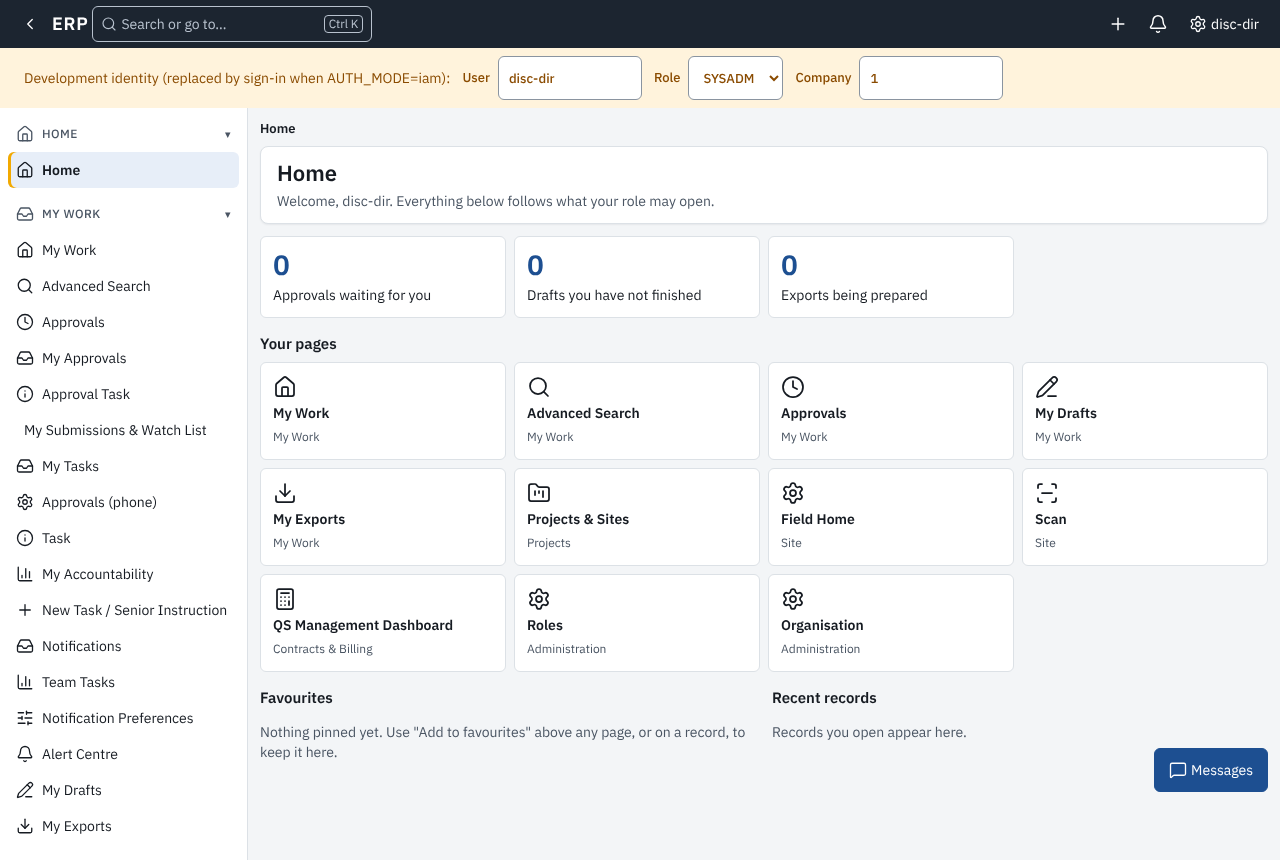 ERP
Search or go to...
Ctrl K
disc-dir
Development identity (replaced by sign-in when AUTH_MODE=iam):
User
disc-dir
Role
SYSADM
Company
1
HOME
Home
MY WORK
My Work
Advanced Search
Approvals
My Approvals
Approval Task
My Submissions & Watch List
My Tasks
Approvals (phone)
Task
My Accountability
New Task / Senior Instruction
Notifications
Team Tasks
Notification Preferences
Alert Centre
My Drafts
My Exports
Home
Home
Welcome, disc-dir. Everything below follows what your role may open.
0
Approvals waiting for you
0
Drafts you have not finished
0
Exports being prepared
Your pages
My Work
My Work
Advanced Search
My Work
Approvals
My Work
My Drafts
My Work
My Exports
My Work
Projects & Sites
Projects
Field Home
Site
Scan
Site
QS Management Dashboard
Contracts & Billing
Roles
Administration
Organisation
Administration
Favourites
Nothing pinned yet. Use "Add to favourites" above any page, or on a record, to
keep it here.
Recent records
Records you open appear here.
Messages